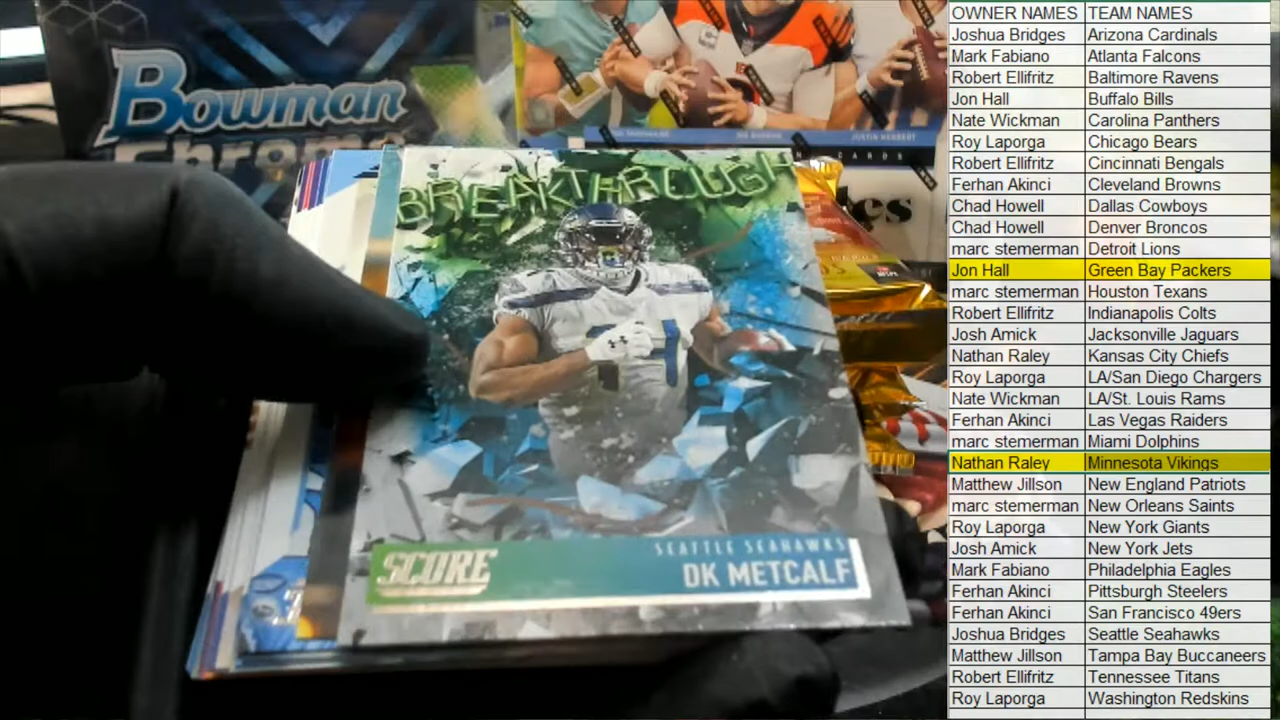 Bowman
Chrome
JOE BURROW
JUSTIN HERBERT
CARDS
BREAKTHROUGH
SCORE
SEATTLE SEAHAWKS
DK METCALF
OWNER NAMES TEAM NAMES
Joshua Bridges Arizona Cardinals
Mark Fabiano Atlanta Falcons
Robert Ellifritz Baltimore Ravens
Jon Hall Buffalo Bills
Nate Wickman Carolina Panthers
Roy Laporga Chicago Bears
Robert Ellifritz Cincinnati Bengals
Ferhan Akinci Cleveland Browns
Chad Howell Dallas Cowboys
Chad Howell Denver Broncos
marc stemerman Detroit Lions
Jon Hall Green Bay Packers
marc stemerman Houston Texans
Robert Ellifritz Indianapolis Colts
Josh Amick Jacksonville Jaguars
Nathan Raley Kansas City Chiefs
Roy Laporga LA/San Diego Chargers
Nate Wickman LA/St. Louis Rams
Ferhan Akinci Las Vegas Raiders
marc stemerman Miami Dolphins
Nathan Raley Minnesota Vikings
Matthew Jillson New England Patriots
marc stemerman New Orleans Saints
Roy Laporga New York Giants
Josh Amick New York Jets
Mark Fabiano Philadelphia Eagles
Ferhan Akinci Pittsburgh Steelers
Ferhan Akinci San Francisco 49ers
Joshua Bridges Seattle Seahawks
Matthew Jillson Tampa Bay Buccaneers
Robert Ellifritz Tennessee Titans
Roy Laporga Washington Redskins